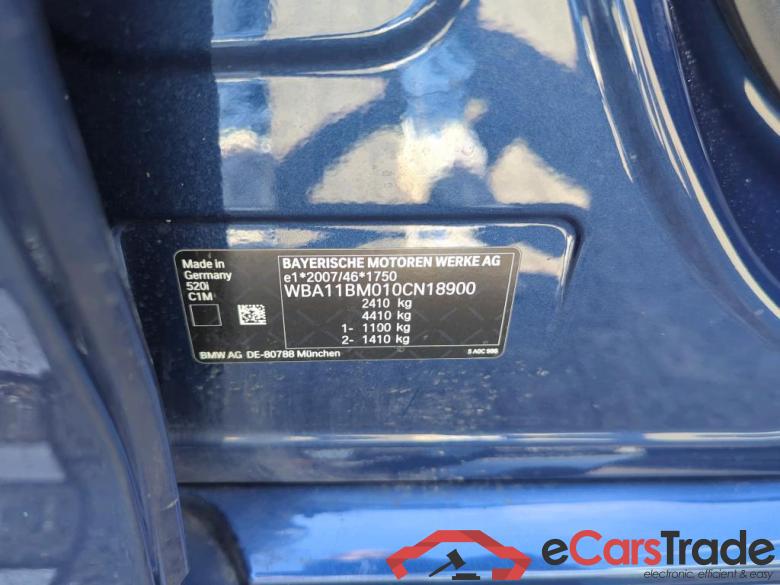 Made in
Germany
520i
C1M
BAYERISCHE MOTOREN WERKE AG
e1*2007/46*1750
WBA11BM010CN18900
2410 kg
4410 kg
1- 1100 kg
2- 1410 kg
BMW AG DE-80788 München
eCarsTrade
electronic, efficient & easy